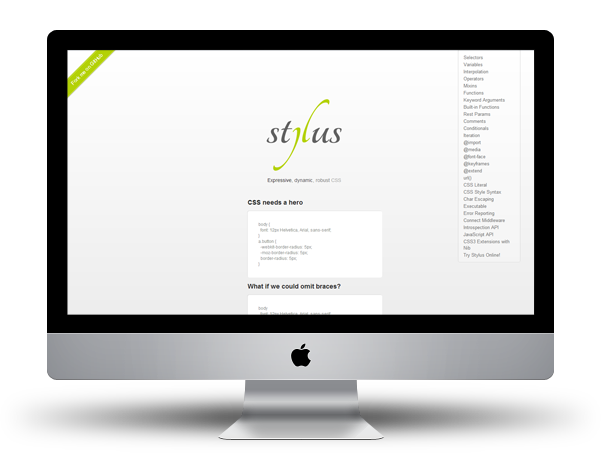 Fork me on GitHub
stylus
Expressive, dynamic, robust CSS
CSS needs a hero
body {
font: 12px Helvetica, Arial, sans-serif;
}
a.button {
-webkit-border-radius: 5px;
-moz-border-radius: 5px;
border-radius: 5px;
}
What if we could omit braces?
body
font: 12px Helvetica, Arial, sans-serif;
Selectors
Variables
Interpolation
Operators
Mixins
Functions
Keyword Arguments
Built-in Functions
Rest Params
Comments
Conditionals
Iteration
@import
@media
@font-face
@keyframes
@extend
url()
CSS Literal
CSS Style Syntax
Char Escaping
Executable
Error Reporting
Connect Middleware
Introspection API
JavaScript API
CSS3 Extensions with
Nib
Try Stylus Online!